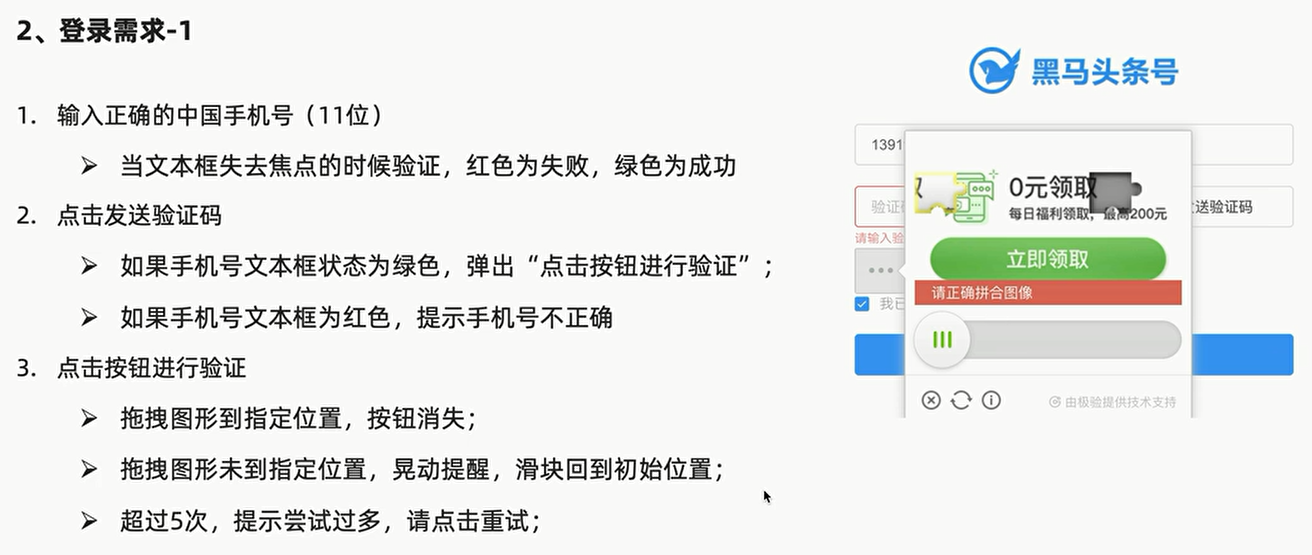 2、登录需求-1
1. 输入正确的中国手机号（11位）
➢ 当文本框失去焦点的时候验证，红色为失败，绿色为成功
2. 点击发送验证码
➢ 如果手机号文本框状态为绿色，弹出“点击按钮进行验证”；
➢ 如果手机号文本框为红色，提示手机号不正确
3. 点击按钮进行验证
➢ 拖拽图形到指定位置，按钮消失；
➢ 拖拽图形未到指定位置，晃动提醒，滑块回到初始位置；
➢ 超过5次，提示尝试过多，请点击重试；
黑马头条号
1391
0元领取
每日福利领取，最高200元
验证
送验证码
请输入验
立即领取
请正确拼合图像
我已
由极验提供技术支持